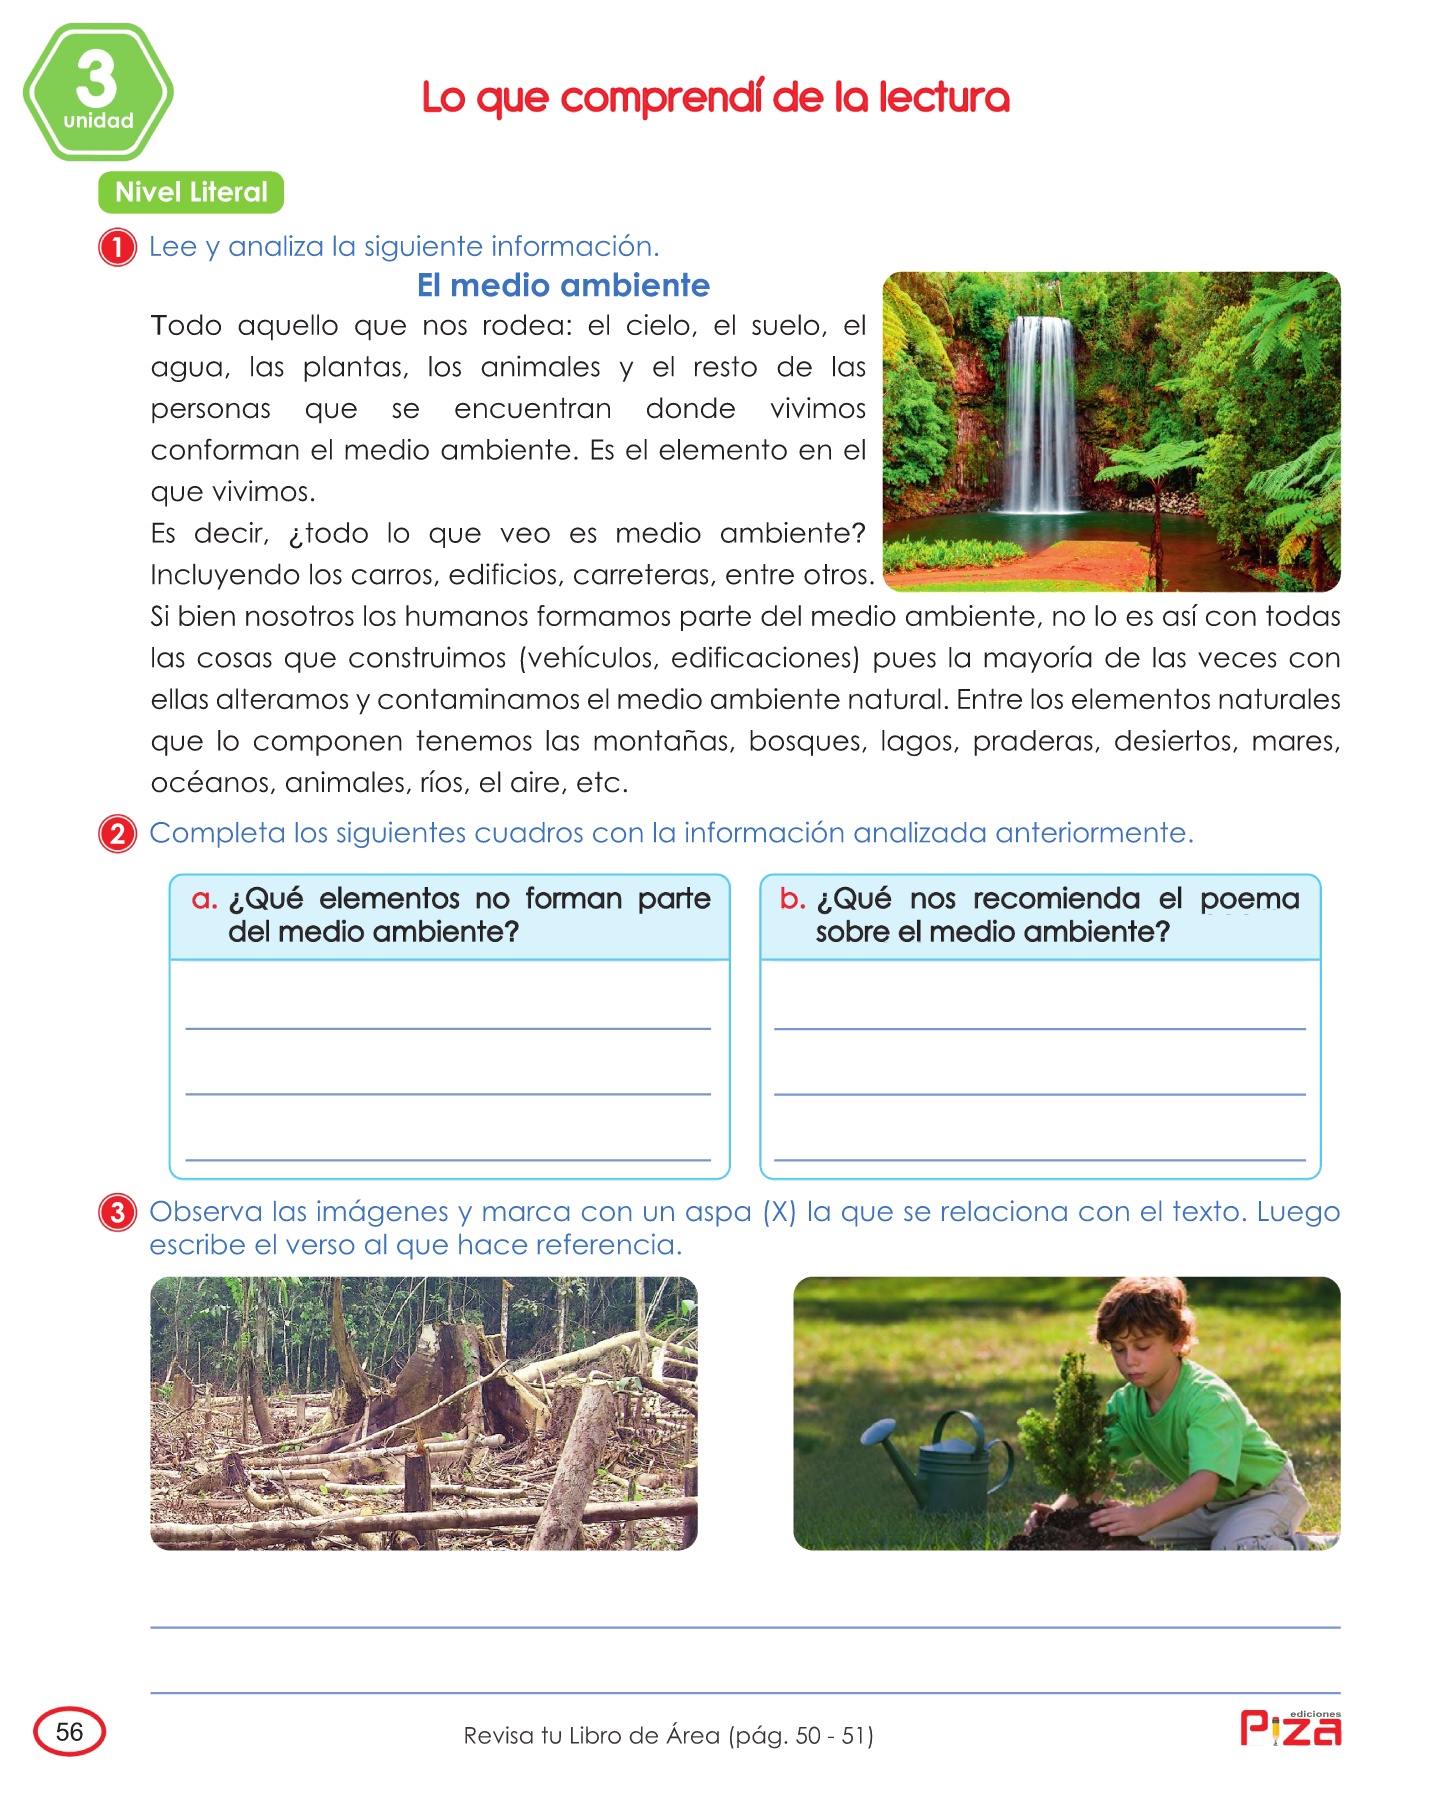 3
unidad
Lo que comprendí de la lectura
Nivel Literal
1 Lee y analiza la siguiente información.
El medio ambiente
Todo aquello que nos rodea: el cielo, el suelo, el
agua, las plantas, los animales y el resto de las
personas que se encuentran donde vivimos
conforman el medio ambiente. Es el elemento en el
que vivimos.
Es decir, ¿todo lo que veo es medio ambiente?
Incluyendo los carros, edificios, carreteras, entre otros.
Si bien nosotros los humanos formamos parte del medio ambiente, no lo es así con todas
las cosas que construimos (vehículos, edificaciones) pues la mayoría de las veces con
ellas alteramos y contaminamos el medio ambiente natural. Entre los elementos naturales
que lo componen tenemos las montañas, bosques, lagos, praderas, desiertos, mares,
océanos, animales, ríos, el aire, etc.
2 Completa los siguientes cuadros con la información analizada anteriormente.
a. ¿Qué elementos no forman parte
del medio ambiente?
b. ¿Qué nos recomienda el poema
sobre el medio ambiente?
3 Observa las imágenes y marca con un aspa (X) la que se relaciona con el texto. Luego
escribe el verso al que hace referencia.
56
Revisa tu Libro de Área (pág. 50 - 51)
ediciones
Piza